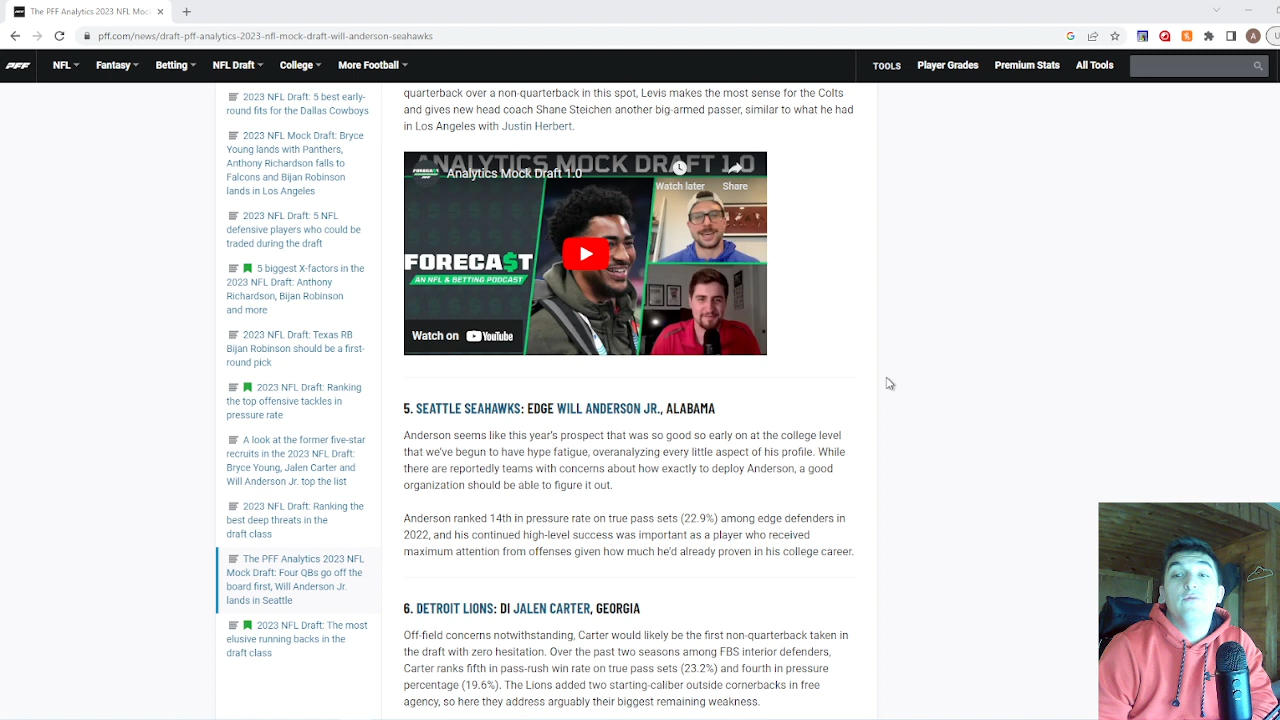 The PFF Analytics 2023 NFL Moc
pff.com/news/draft-pff-analytics-2023-nfl-mock-draft-will-anderson-seahawks
PFF NFL Fantasy Betting NFL Draft College More Football TOOLS Player Grades Premium Stats All Tools
2023 NFL Draft: 5 best early-
round fits for the Dallas Cowboys
2023 NFL Mock Draft: Bryce
Young lands with Panthers,
Anthony Richardson falls to
Falcons and Bijan Robinson
lands in Los Angeles
2023 NFL Draft: 5 NFL
defensive players who could be
traded during the draft
5 biggest X-factors in the
2023 NFL Draft: Anthony
Richardson, Bijan Robinson
and more
2023 NFL Draft: Texas RB
Bijan Robinson should be a first-
round pick
2023 NFL Draft: Ranking
the top offensive tackles in
pressure rate
A look at the former five-star
recruits in the 2023 NFL Draft:
Bryce Young, Jalen Carter and
Will Anderson Jr. top the list
2023 NFL Draft: Ranking the
best deep threats in the
draft class
The PFF Analytics 2023 NFL
Mock Draft: Four QBs go off the
board first, Will Anderson Jr.
lands in Seattle
2023 NFL Draft: The most
elusive running backs in the
draft class
quarterback over a non-quarterback in this spot, Levis makes the most sense for the Colts
and gives new head coach Shane Steichen another big-armed passer, similar to what he had
in Los Angeles with Justin Herbert.
ANALYTICS MOCK DRAFT 1.0
Analytics Mock Draft 1.0
Watch later Share
FORECA$T
AN NFL & BETTING PODCAST
Watch on YouTube
5. SEATTLE SEAHAWKS: EDGE WILL ANDERSON JR., ALABAMA
Anderson seems like this year's prospect that was so good so early on at the college level
that we've begun to have hype fatigue, overanalyzing every little aspect of his profile. While
there are reportedly teams with concerns about how exactly to deploy Anderson, a good
organization should be able to figure it out.
Anderson ranked 14th in pressure rate on true pass sets (22.9%) among edge defenders in
2022, and his continued high-level success was important as a player who received
maximum attention from offenses given how much he'd already proven in his college career.
6. DETROIT LIONS: DI JALEN CARTER, GEORGIA
Off-field concerns notwithstanding, Carter would likely be the first non-quarterback taken in
the draft with zero hesitation. Over the past two seasons among FBS interior defenders,
Carter ranks fifth in pass-rush win rate on true pass sets (23.2%) and fourth in pressure
percentage (19.6%). The Lions added two starting-caliber outside cornerbacks in free
agency, so here they address arguably their biggest remaining weakness.